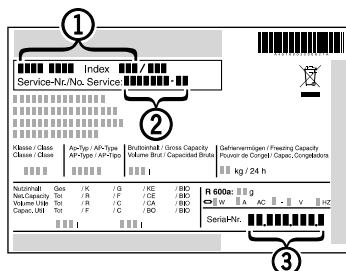 1
Index /
Service-Nr./No. Service: -
2
Klasse / Class
Classe / Clase
Ap-Typ / AP-Type
AP-Type / AP-Tipo
Bruttoinhalt / Gross Capacity
Volume Brut / Capacidad Bruta
Gefriervermögen / Freezing Capacity
Pouvoir de Congel / Capac. Congeladora
l
kg / 24 h
Nutzinhalt Ges / K / G / KE / BIO
Net.Capacity Tot / R / F / CE / BIO
Volume Utile Tot / R / C / CA / BIO
Capac. Util Tot / F / C / BO / BIO
l l
R 600a: g
W A AC - V HZ
Serial-Nr.
3